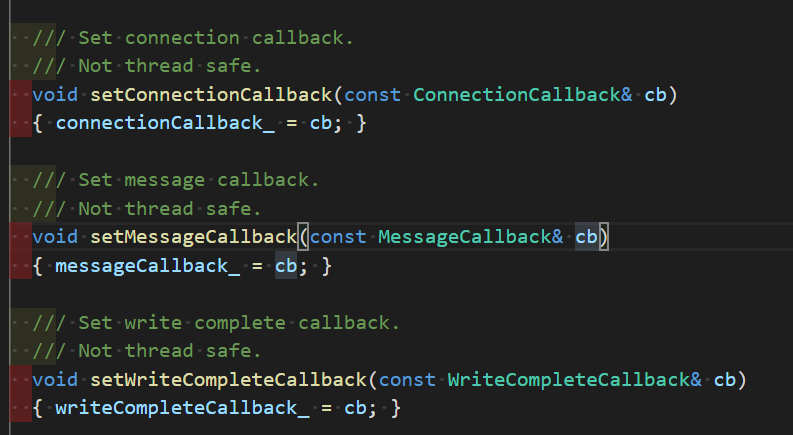 /// Set connection callback.
/// Not thread safe.
void setConnectionCallback(const ConnectionCallback& cb)
{ connectionCallback_ = cb; }
/// Set message callback.
/// Not thread safe.
void setMessageCallback(const MessageCallback& cb)
{ messageCallback_ = cb; }
/// Set write complete callback.
/// Not thread safe.
void setWriteCompleteCallback(const WriteCompleteCallback& cb)
{ writeCompleteCallback_ = cb; }